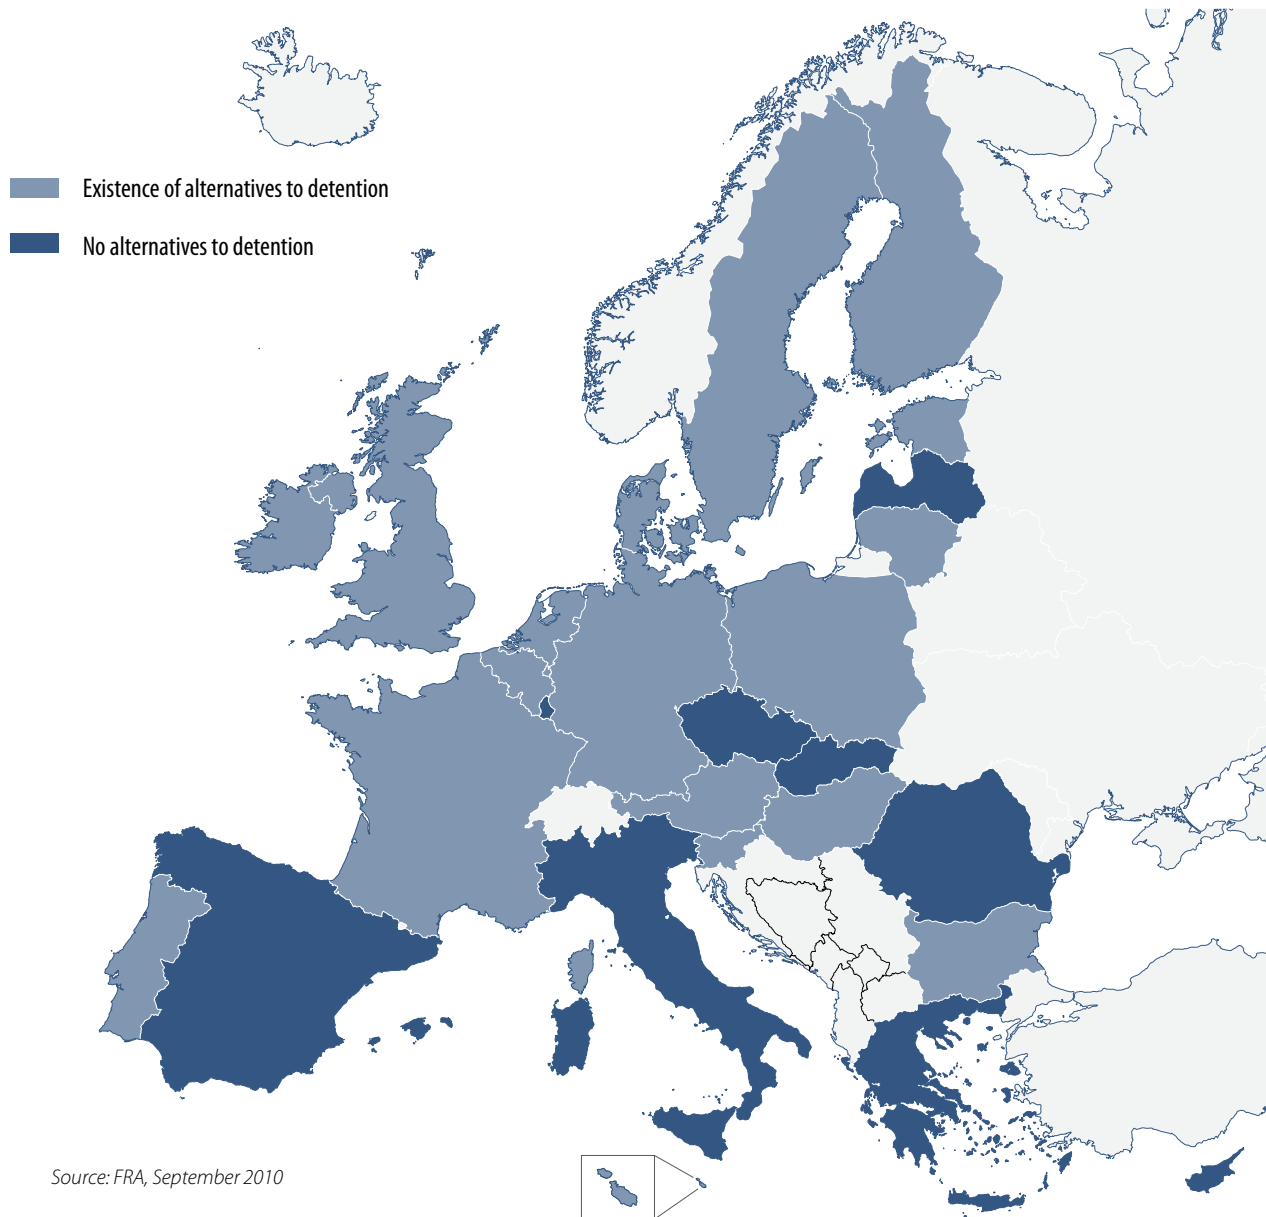 Existence of alternatives to detention
No alternatives to detention
Source: FRA, September 2010